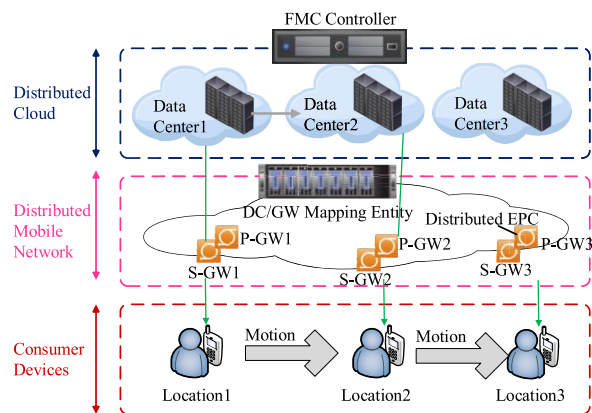 FMC Controller
Distributed
Cloud
Data
Center1
Data
Center2
Data
Center3
Distributed
Mobile
Network
DC/GW Mapping Entity
Distributed EPC
P-GW1
S-GW1
P-GW2
S-GW2
P-GW3
S-GW3
Consumer
Devices
Motion
Motion
Location1
Location2
Location3